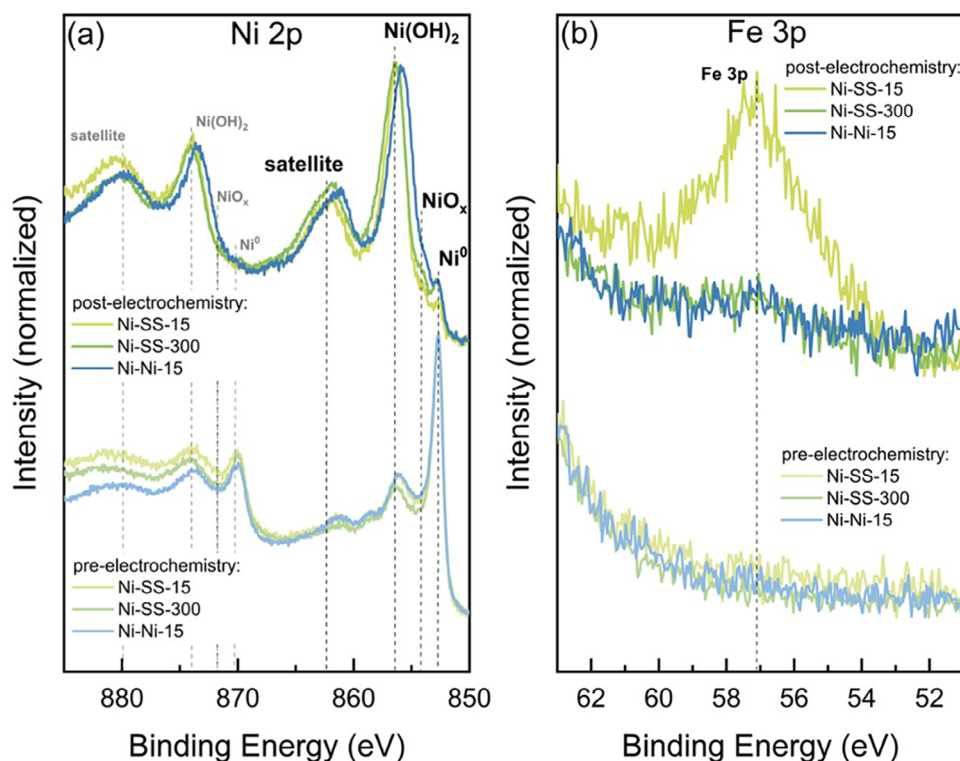 (a)
Ni 2p
Ni(OH)2
satellite
Ni(OH)2
satellite
NiOx
NiOx
Ni0
Ni0
post-electrochemistry:
Ni-SS-15
Ni-SS-300
Ni-Ni-15
pre-electrochemistry:
Ni-SS-15
Ni-SS-300
Ni-Ni-15
880
870
860
850
Binding Energy (eV)
Intensity (normalized)
(b)
Fe 3p
Fe 3p
post-electrochemistry:
Ni-SS-15
Ni-SS-300
Ni-Ni-15
pre-electrochemistry:
Ni-SS-15
Ni-SS-300
Ni-Ni-15
62
60
58
56
54
52
Binding Energy (eV)
Intensity (normalized)